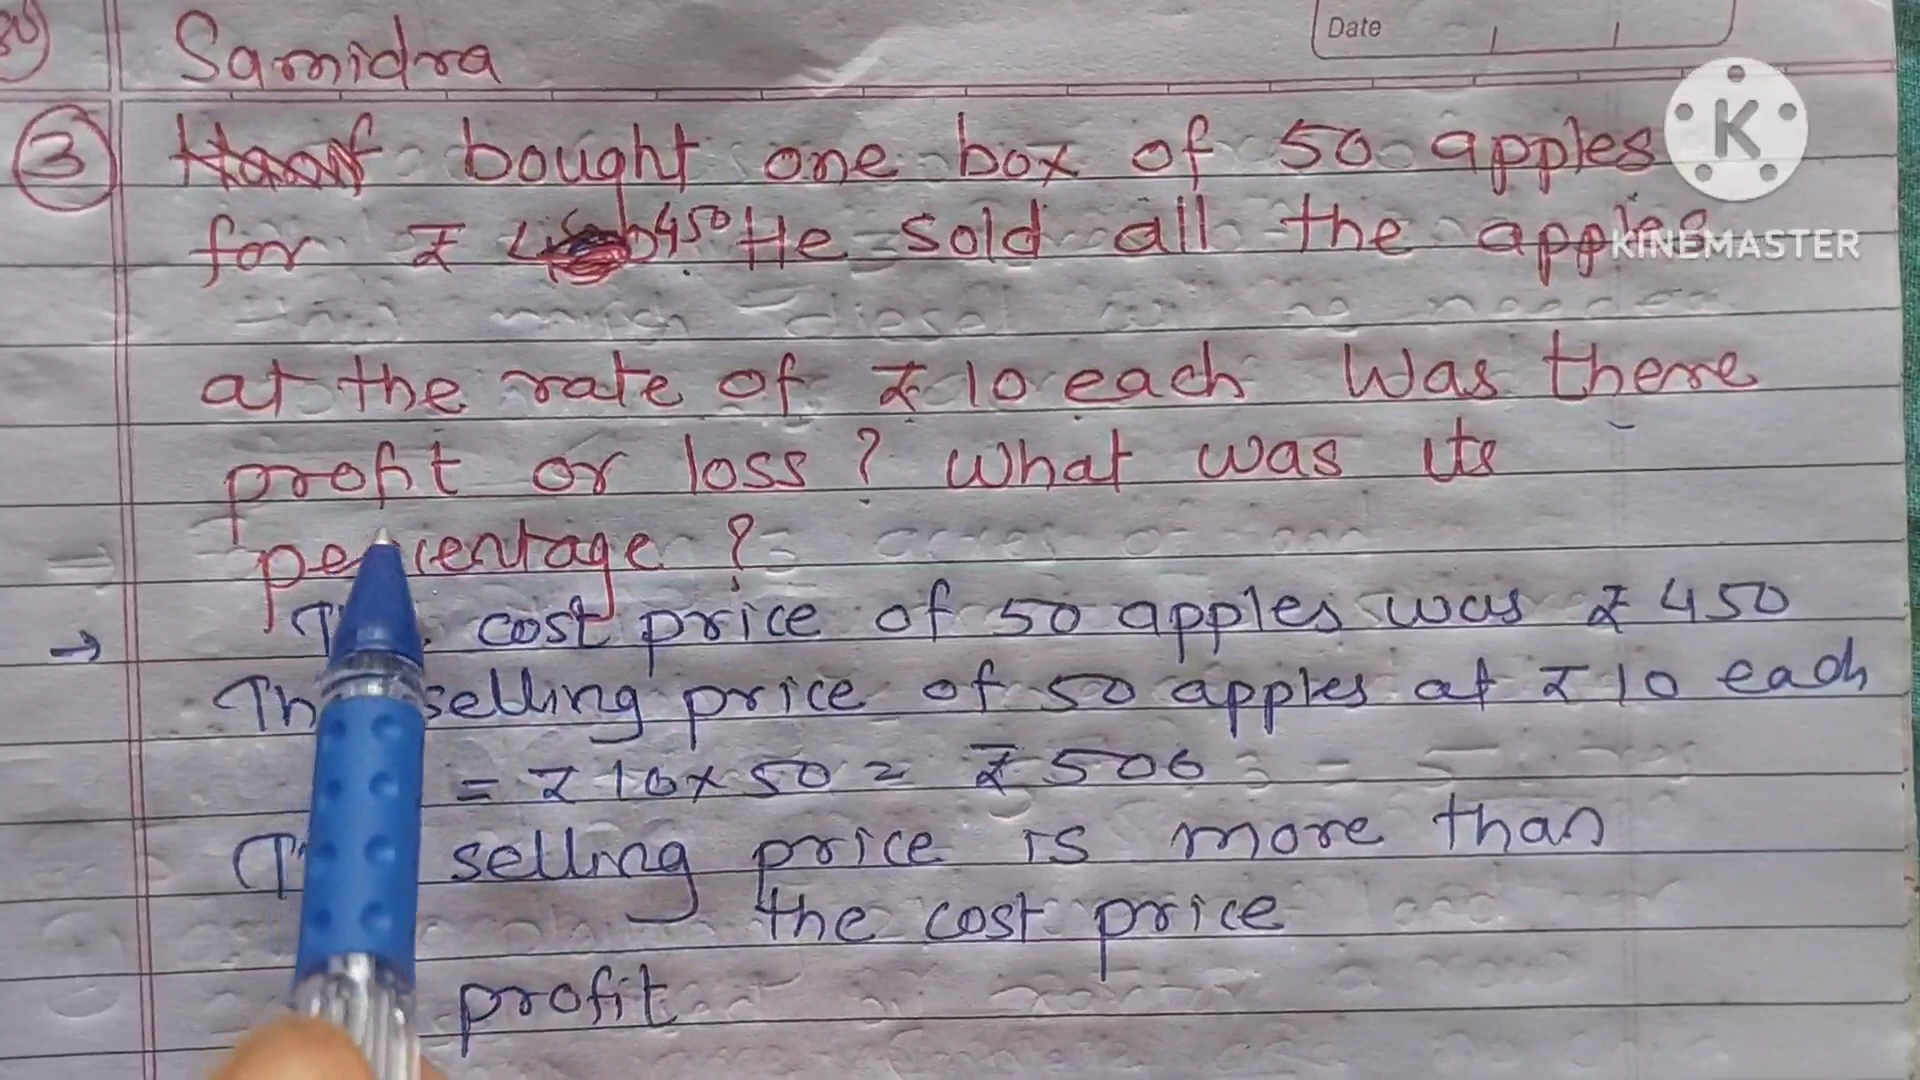 Samidra
Date
3 bought one box of 50 apples
K
for ₹ 450 He sold all the apples
KINEMASTER
at the rate of ₹10 each Was there
profit or loss? What was its
percentage?
→ cost price of 50 apples was ₹ 450
selling price of 50 apples at ₹10 each
= ₹10 x 50 = ₹500
selling price is more than
the cost price
profit